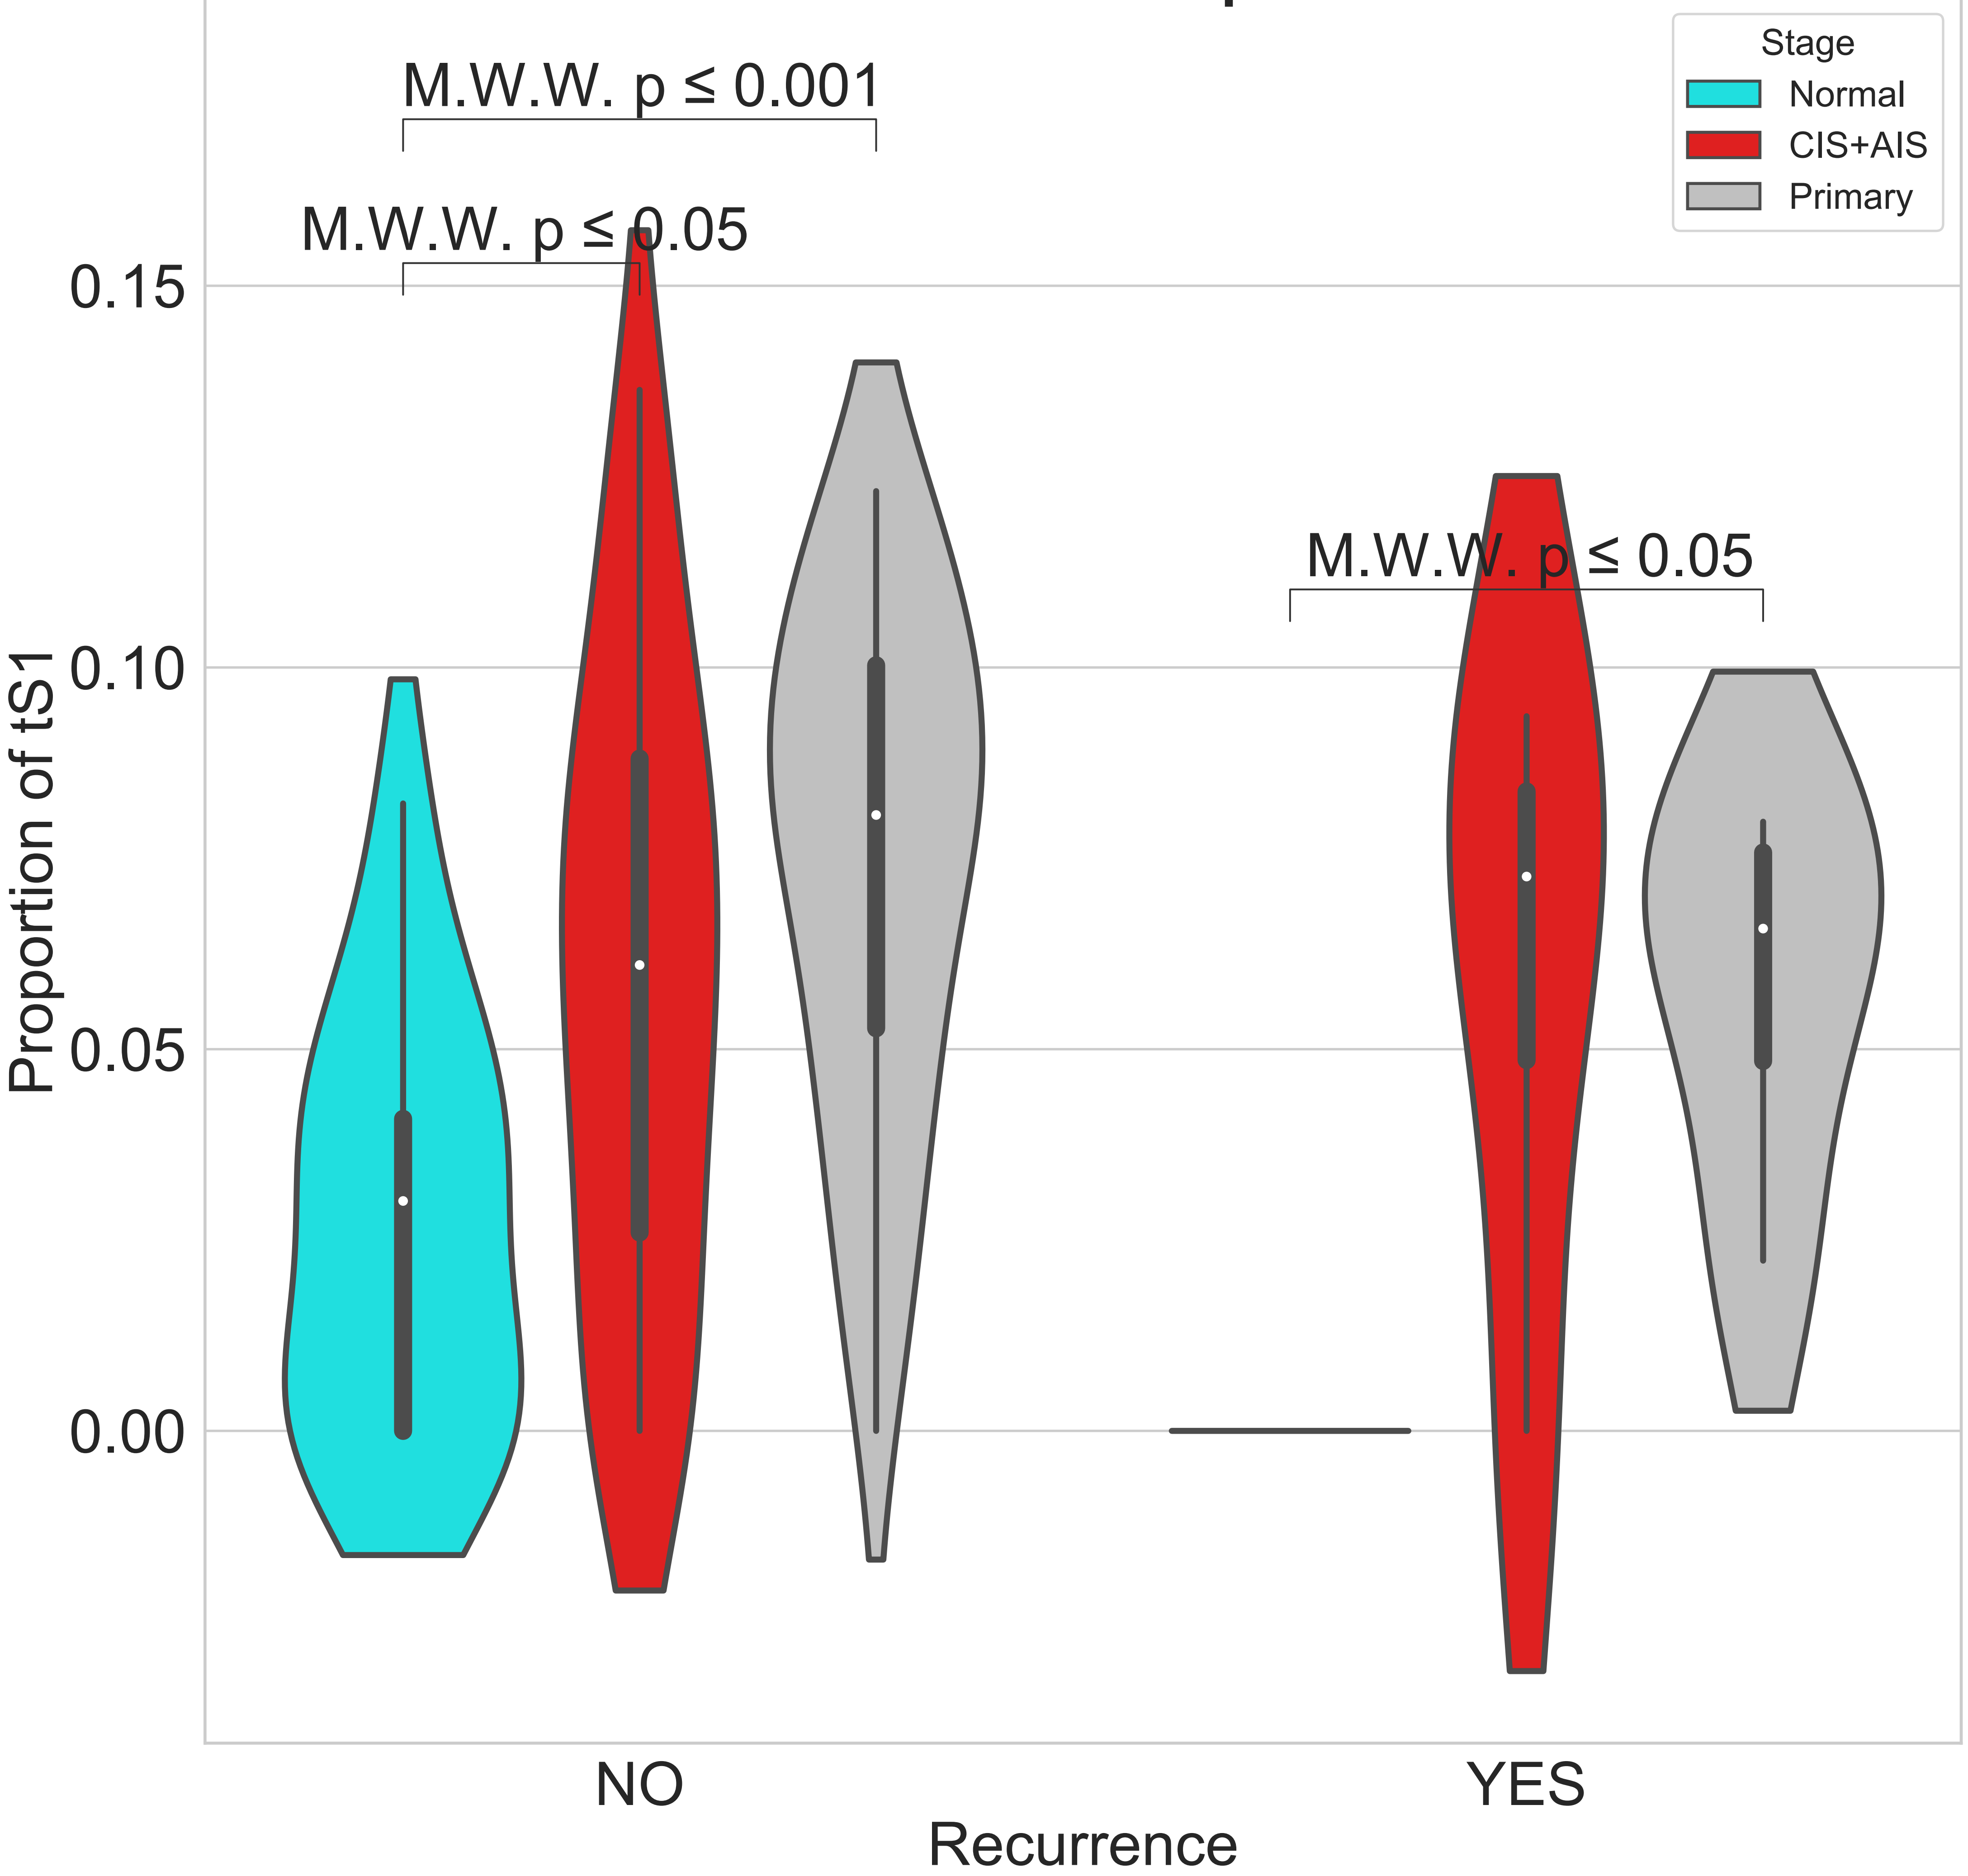 M.W.W. p ≤ 0.001
M.W.W. p ≤ 0.05
M.W.W. p ≤ 0.05
Stage
Normal
CIS+AIS
Primary
0.15
0.10
0.05
0.00
Proportion of tS1
NO
YES
Recurrence